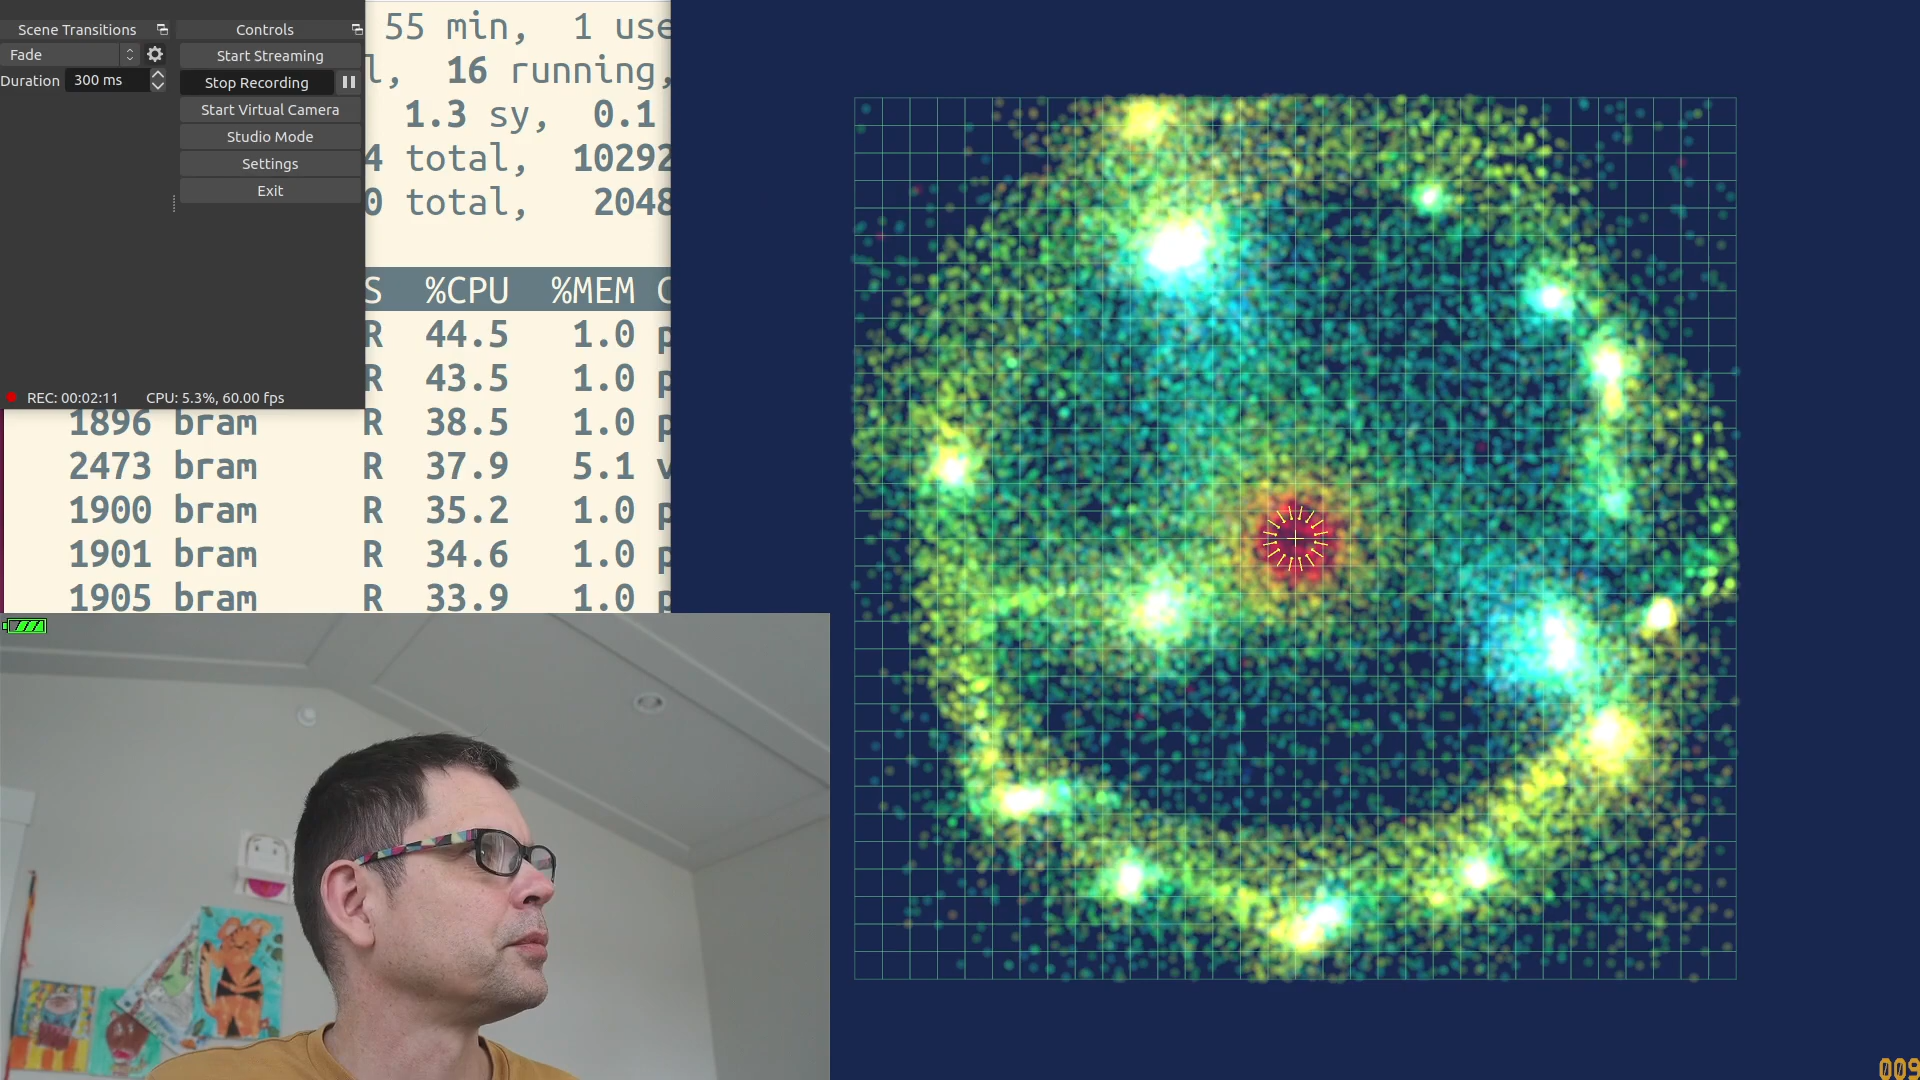 Scene Transitions
Fade
Duration 300 ms
Controls
Start Streaming
Stop Recording
Start Virtual Camera
Studio Mode
Settings
Exit
REC: 00:02:11 CPU: 5.3%, 60.00 fps
55 min, 1 use
l, 16 running,
1.3 sy, 0.1
4 total, 10292
0 total, 2048
S %CPU %MEM C
R 44.5 1.0 p
R 43.5 1.0 p
1896 bram R 38.5 1.0 p
2473 bram R 37.9 5.1 v
1900 bram R 35.2 1.0 p
1901 bram R 34.6 1.0 p
1905 bram R 33.9 1.0 p
009